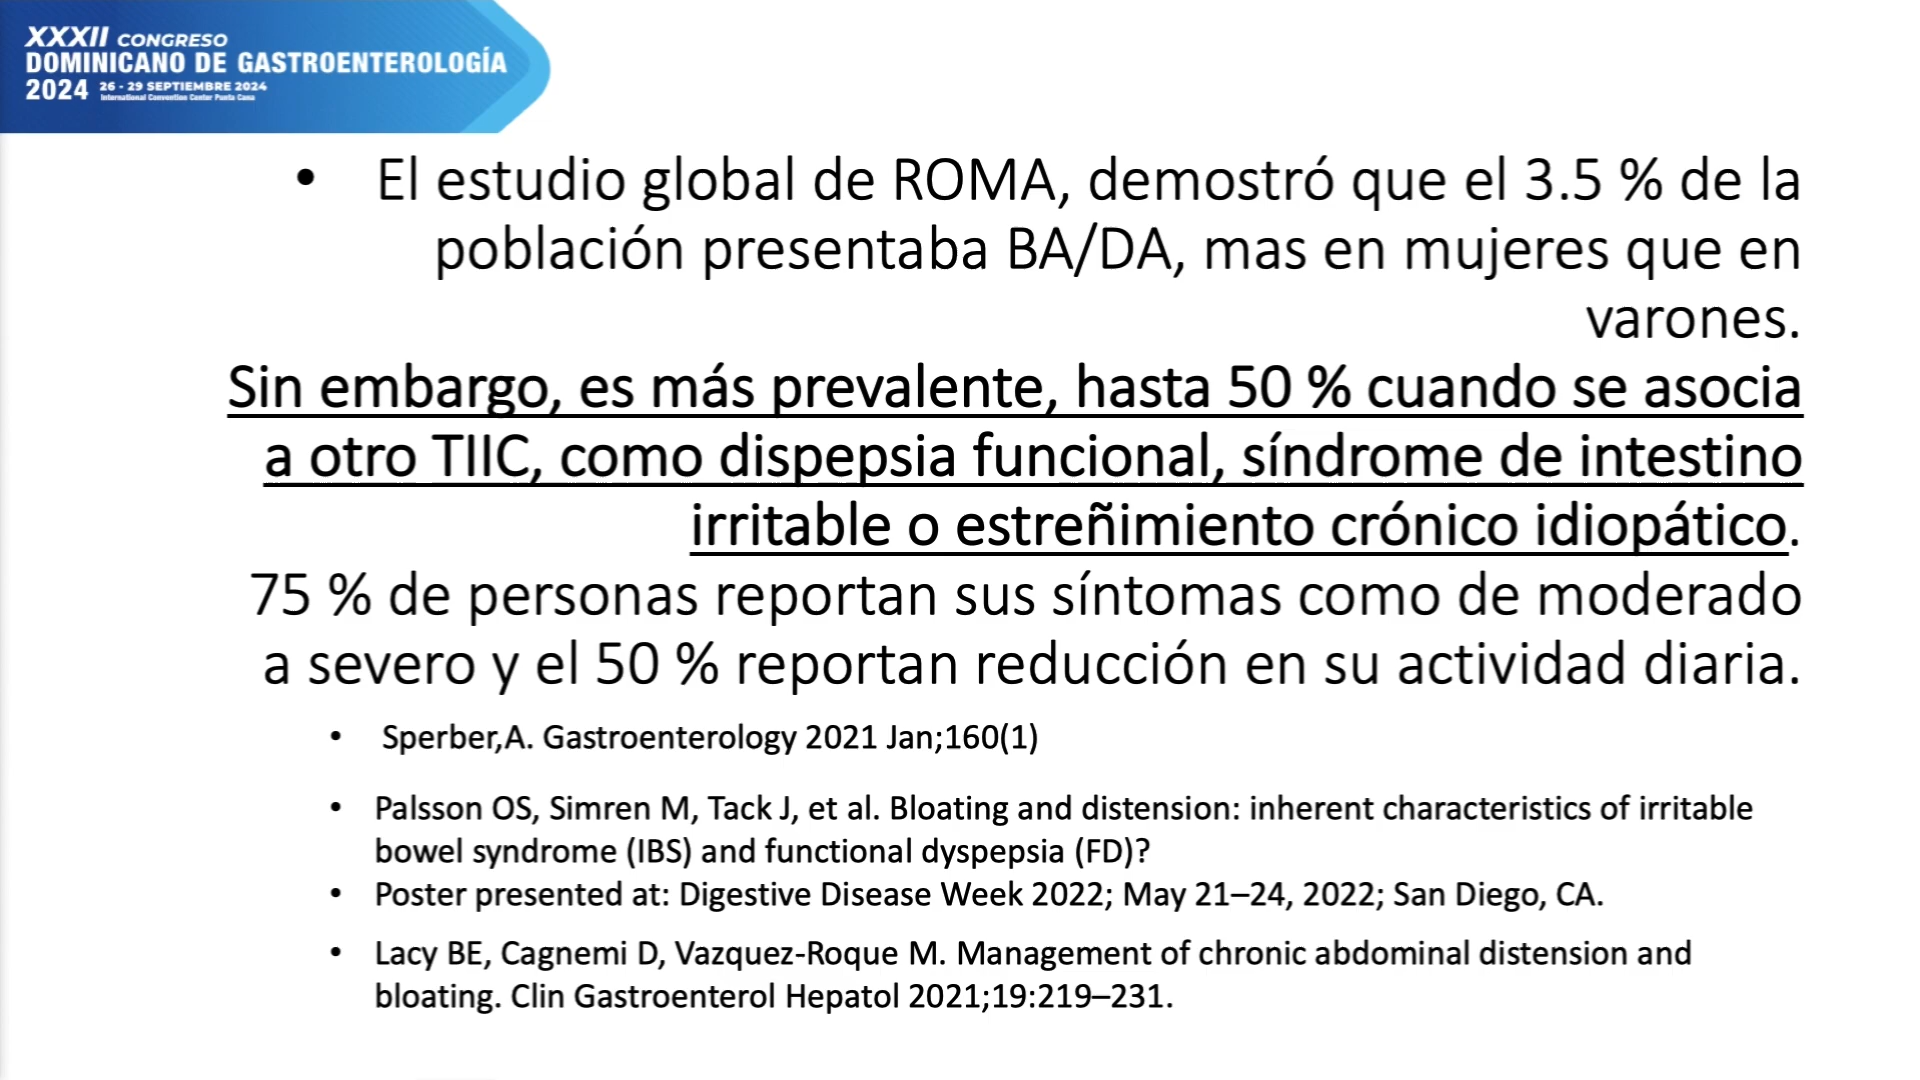 XXXII CONGRESO
DOMINICANO DE GASTROENTEROLOGÍA
2024 26 - 29 SEPTIEMBRE 2024
International Convention Center Punta Cana
• El estudio global de ROMA, demostró que el 3.5 % de la
población presentaba BA/DA, mas en mujeres que en
varones.
Sin embargo, es más prevalente, hasta 50 % cuando se asocia
a otro TIIC, como dispepsia funcional, síndrome de intestino
irritable o estreñimiento crónico idiopático.
75 % de personas reportan sus síntomas como de moderado
a severo y el 50 % reportan reducción en su actividad diaria.
• Sperber,A. Gastroenterology 2021 Jan;160(1)
• Palsson OS, Simren M, Tack J, et al. Bloating and distension: inherent characteristics of irritable
bowel syndrome (IBS) and functional dyspepsia (FD)?
• Poster presented at: Digestive Disease Week 2022; May 21–24, 2022; San Diego, CA.
• Lacy BE, Cagnemi D, Vazquez-Roque M. Management of chronic abdominal distension and
bloating. Clin Gastroenterol Hepatol 2021;19:219–231.